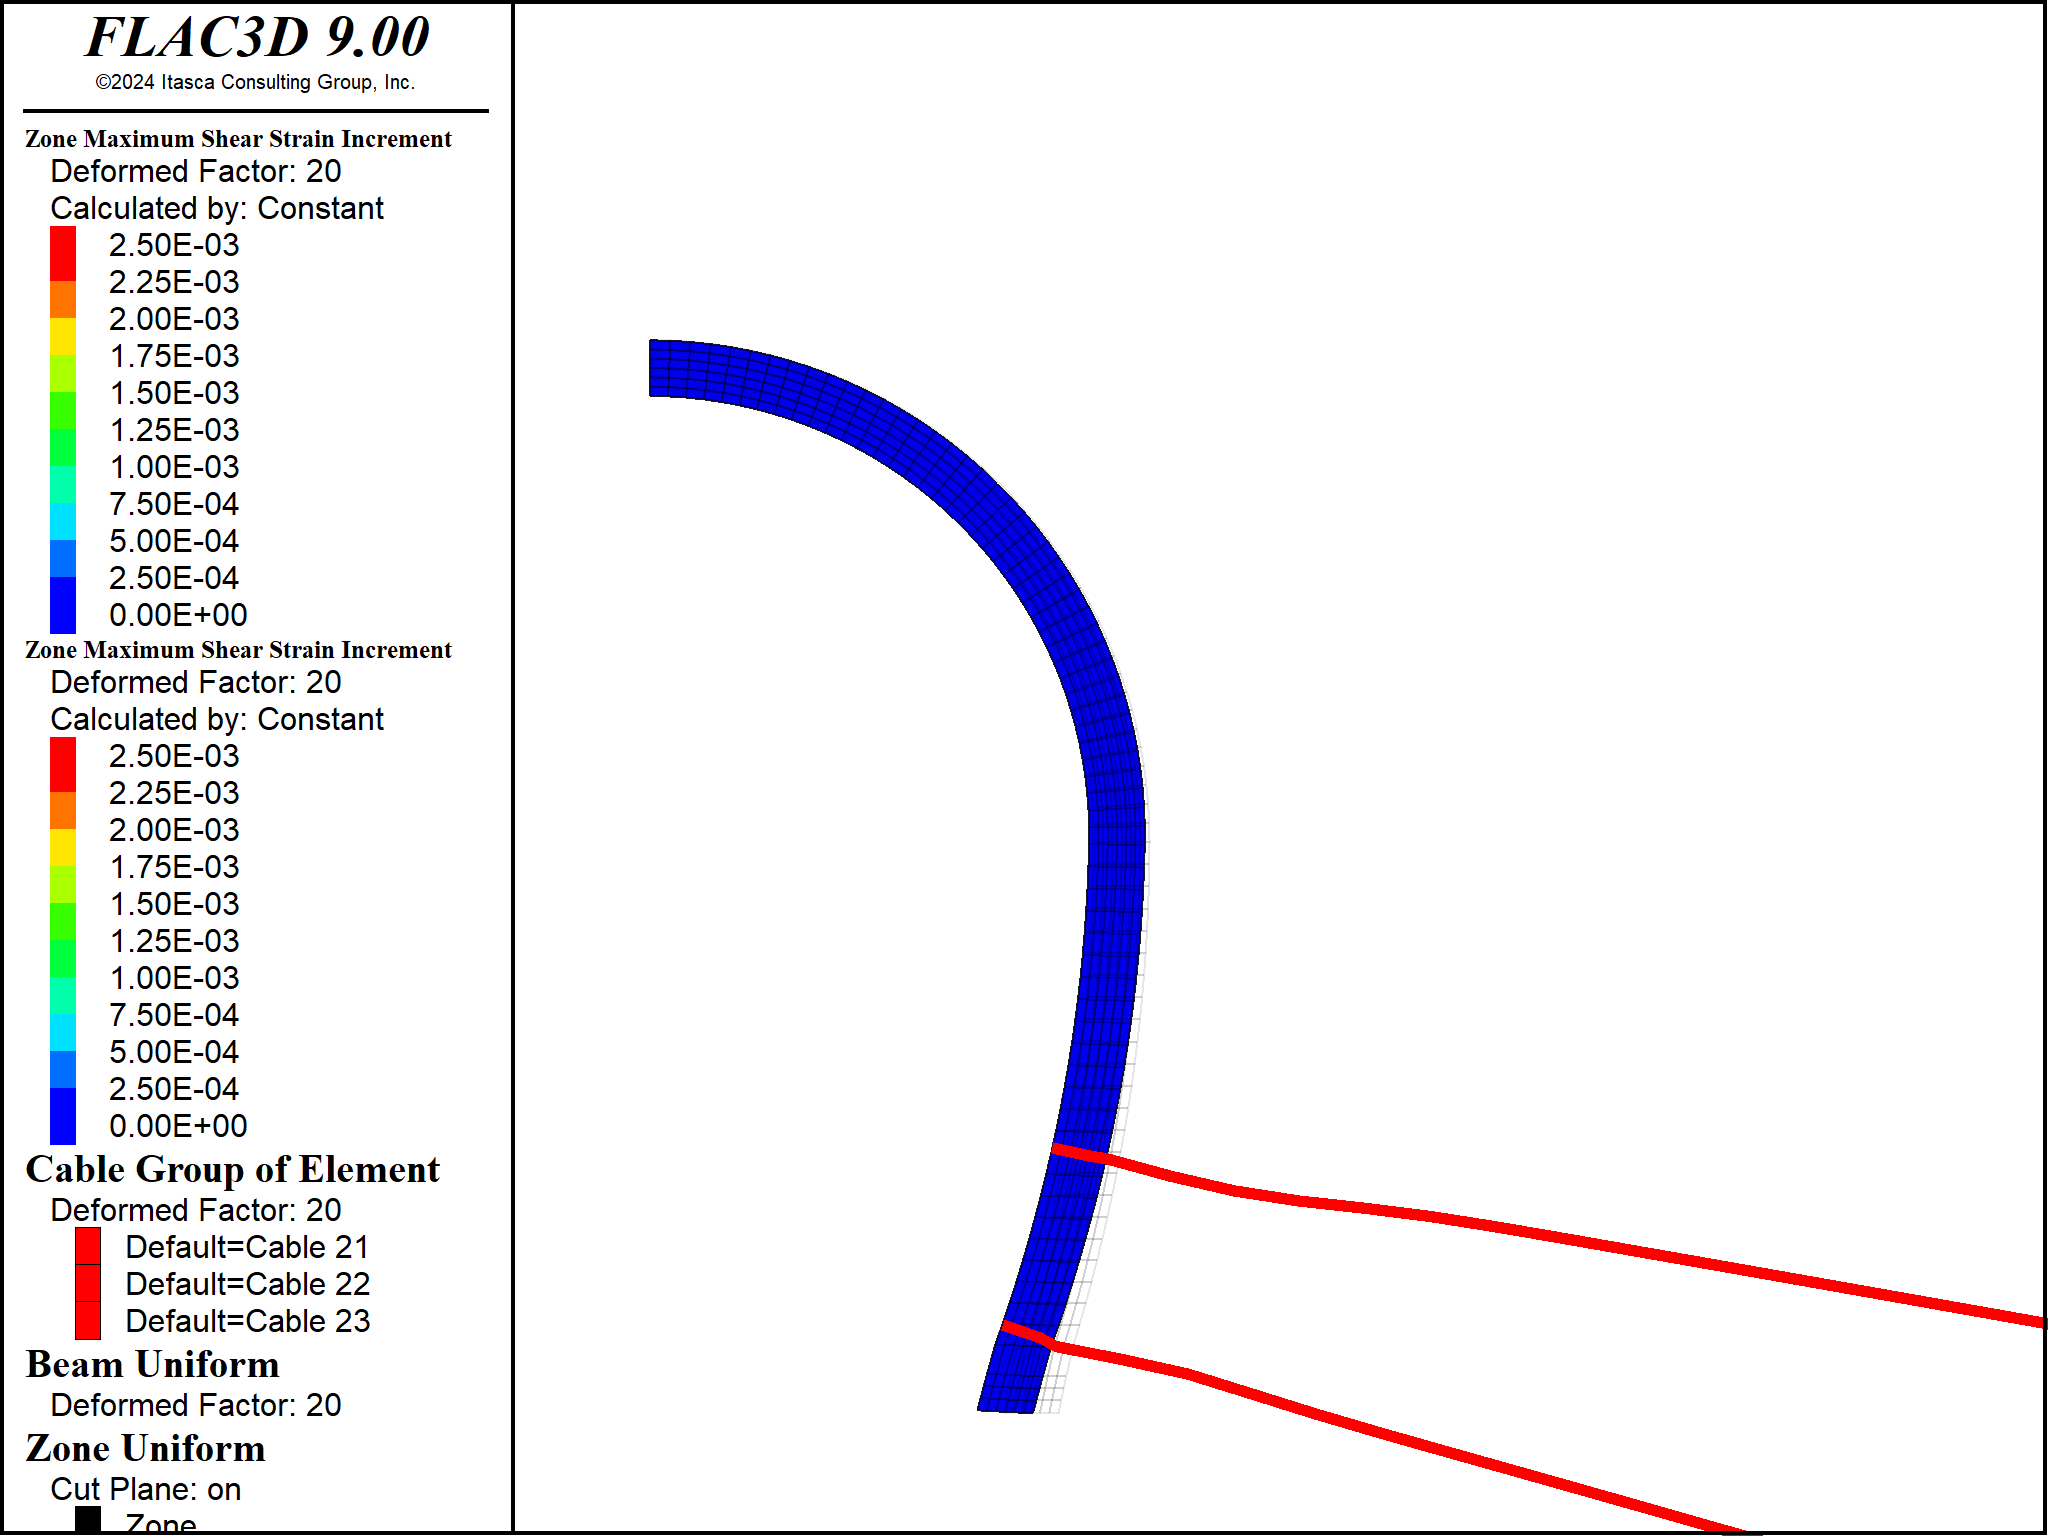 FLAC3D 9.00
©2024 Itasca Consulting Group, Inc.
Zone Maximum Shear Strain Increment
Deformed Factor: 20
Calculated by: Constant
2.50E-03
2.25E-03
2.00E-03
1.75E-03
1.50E-03
1.25E-03
1.00E-03
7.50E-04
5.00E-04
2.50E-04
0.00E+00
Zone Maximum Shear Strain Increment
Deformed Factor: 20
Calculated by: Constant
2.50E-03
2.25E-03
2.00E-03
1.75E-03
1.50E-03
1.25E-03
1.00E-03
7.50E-04
5.00E-04
2.50E-04
0.00E+00
Cable Group of Element
Deformed Factor: 20
Default=Cable 21
Default=Cable 22
Default=Cable 23
Beam Uniform
Deformed Factor: 20
Zone Uniform
Cut Plane: on
Zone